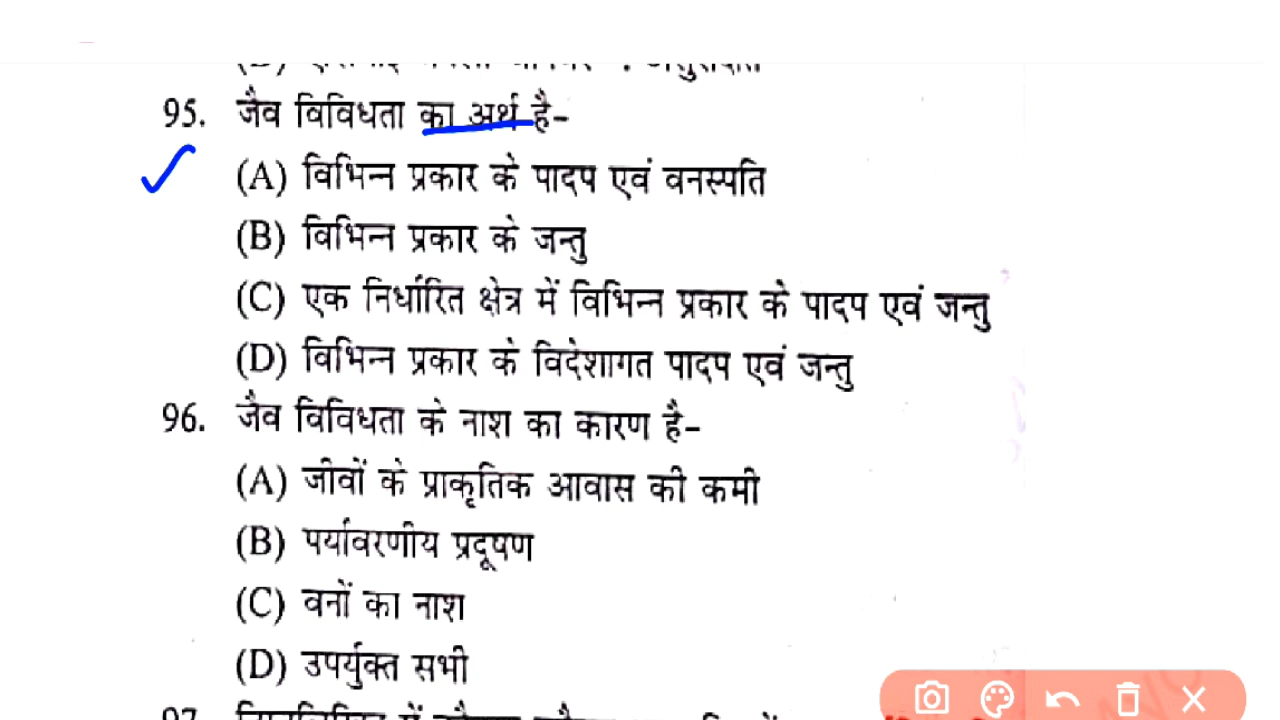 95. जैव विविधता का अर्थ है-
(A) विभिन्न प्रकार के पादप एवं वनस्पति
(B) विभिन्न प्रकार के जन्तु
(C) एक निर्धारित क्षेत्र में विभिन्न प्रकार के पादप एवं जन्तु
(D) विभिन्न प्रकार के विदेशागत पादप एवं जन्तु
96. जैव विविधता के नाश का कारण है-
(A) जीवों के प्राकृतिक आवास की कमी
(B) पर्यावरणीय प्रदूषण
(C) वनों का नाश
(D) उपर्युक्त सभी